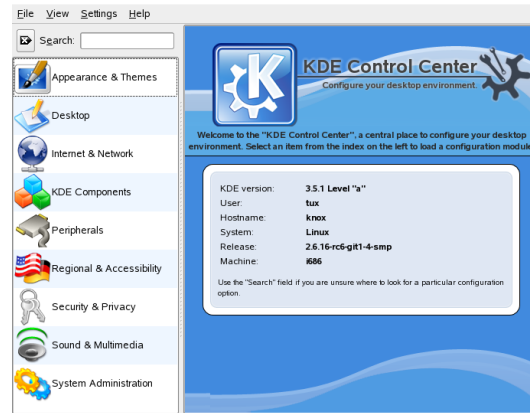 File View Settings Help
Search:
Appearance & Themes
Desktop
Internet & Network
KDE Components
Peripherals
Regional & Accessibility
Security & Privacy
Sound & Multimedia
System Administration
KDE Control Center
Configure your desktop environment.
Welcome to the "KDE Control Center", a central place to configure your desktop
environment. Select an item from the index on the left to load a configuration module
KDE version: 3.5.1 Level "a"
User: tux
Hostname: knox
System: Linux
Release: 2.6.16-rc6-git1-4-smp
Machine: i686
Use the "Search" field if you are unsure where to look for a particular configuration
option.